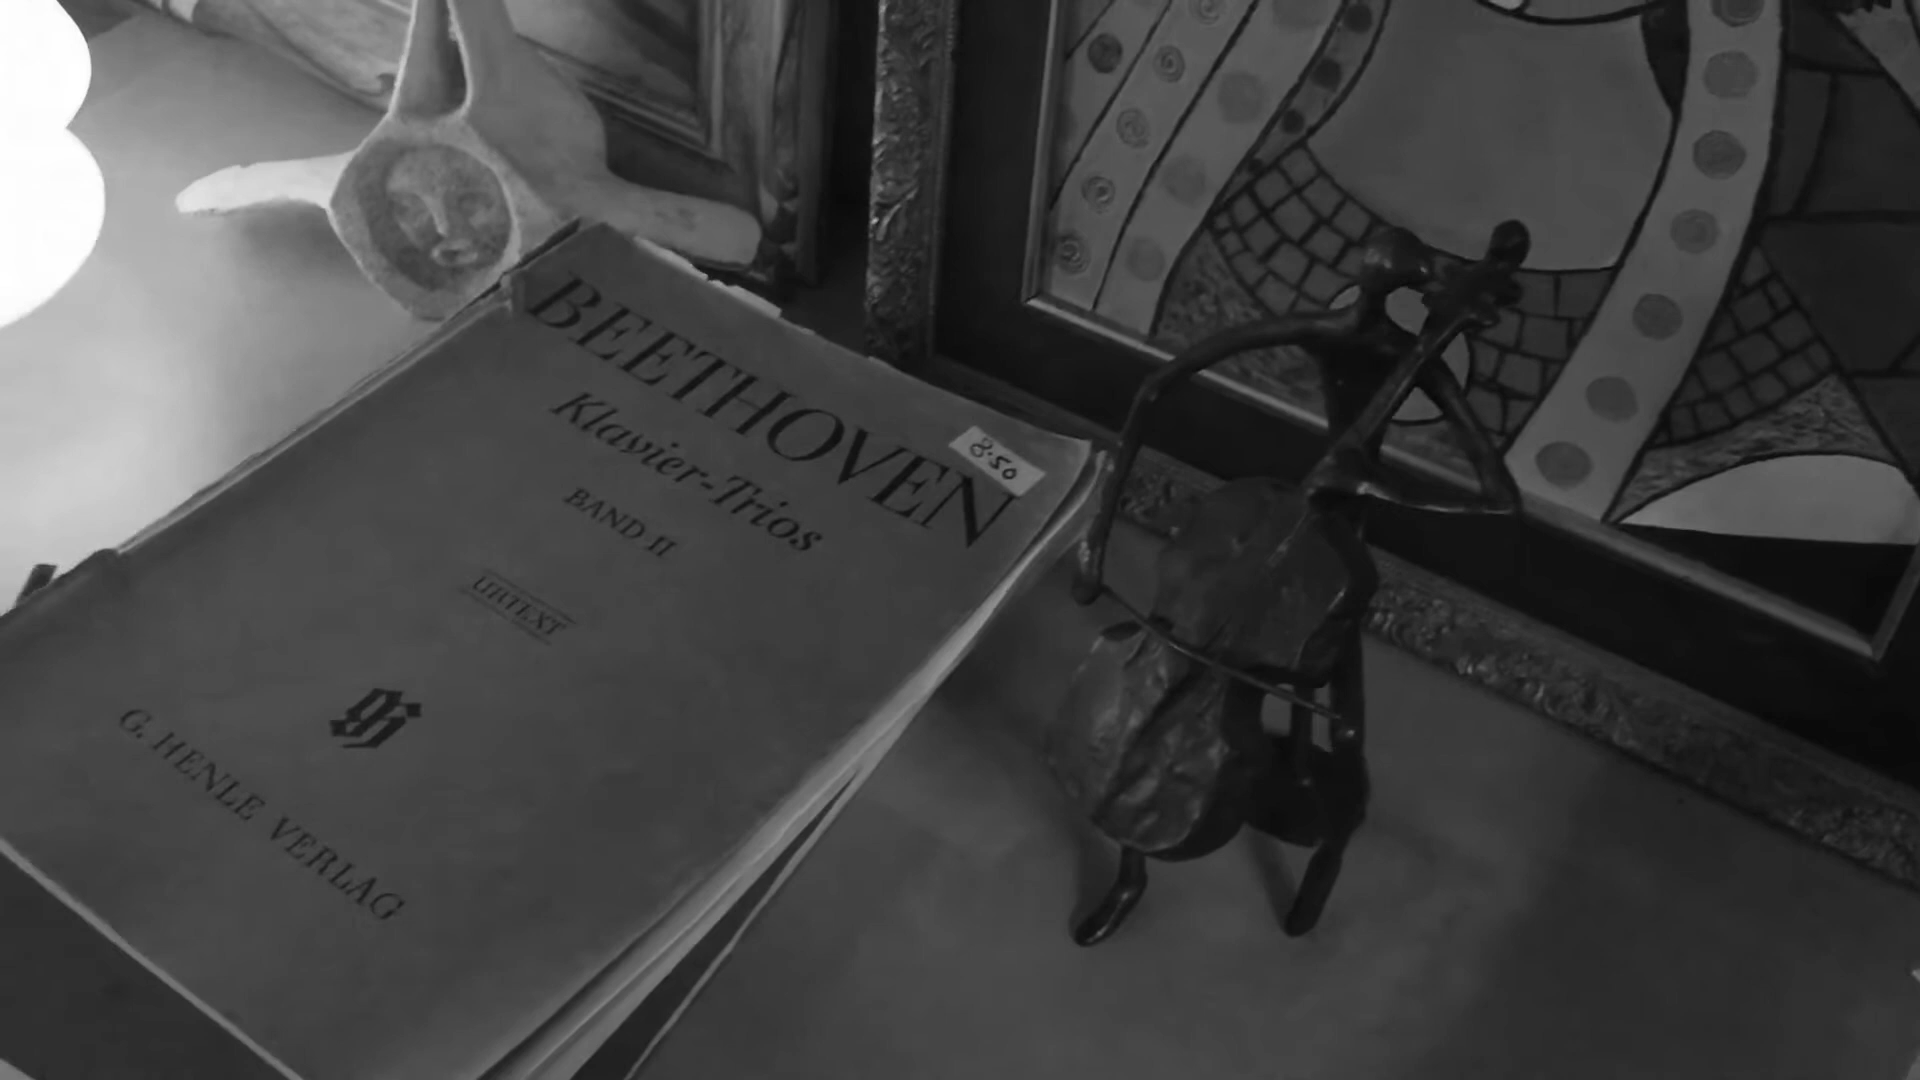 BEETHOVEN
8.50
Klavier-Trios
BAND II
URTEXT
G. HENLE VERLAG